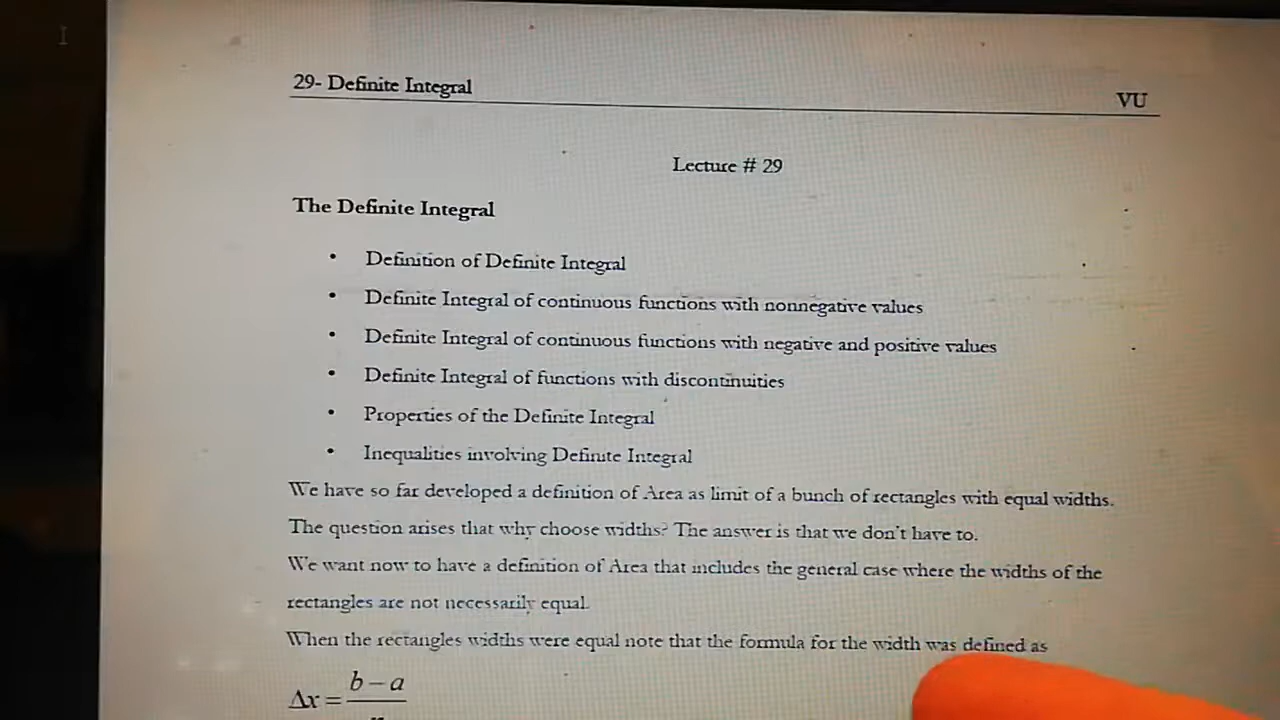 29- Definite Integral VU
Lecture # 29
The Definite Integral
• Definition of Definite Integral
• Definite Integral of continuous functions with nonnegative values
• Definite Integral of continuous functions with negative and positive values
• Definite Integral of functions with discontinuities
• Properties of the Definite Integral
• Inequalities involving Definite Integral
We have so far developed a definition of Area as limit of a bunch of rectangles with equal widths.
The question arises that why choose widths? The answer is that we don't have to.
We want now to have a definition of Area that includes the general case where the widths of the
rectangles are not necessarily equal.
When the rectangles widths were equal note that the formula for the width was defined as
Δx = b – a